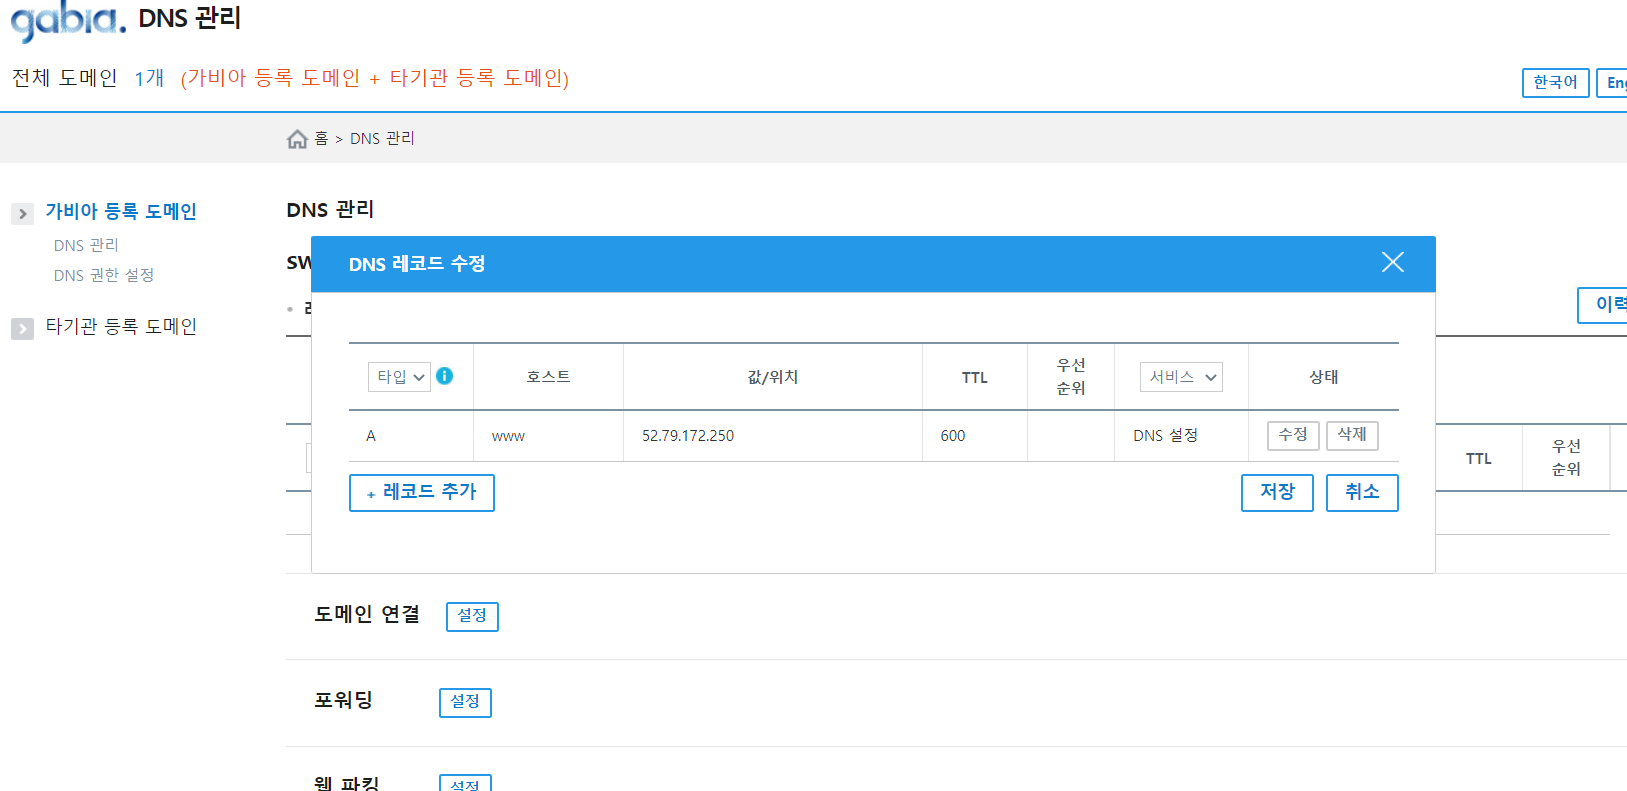 gabia. DNS 관리
전체 도메인 1개 (가비아 등록 도메인 + 타기관 등록 도메인)
한국어
홈 > DNS 관리
가비아 등록 도메인
DNS 관리
DNS 권한 설정
타기관 등록 도메인
DNS 관리
DNS 레코드 수정
이력
타입 호스트 값/위치 TTL 우선
순위 서비스 상태
A www 52.79.172.250 600 DNS 설정 수정 삭제
+ 레코드 추가 저장 취소
TTL 우선
순위
도메인 연결 설정
포워딩 설정
웹 파킹 설정